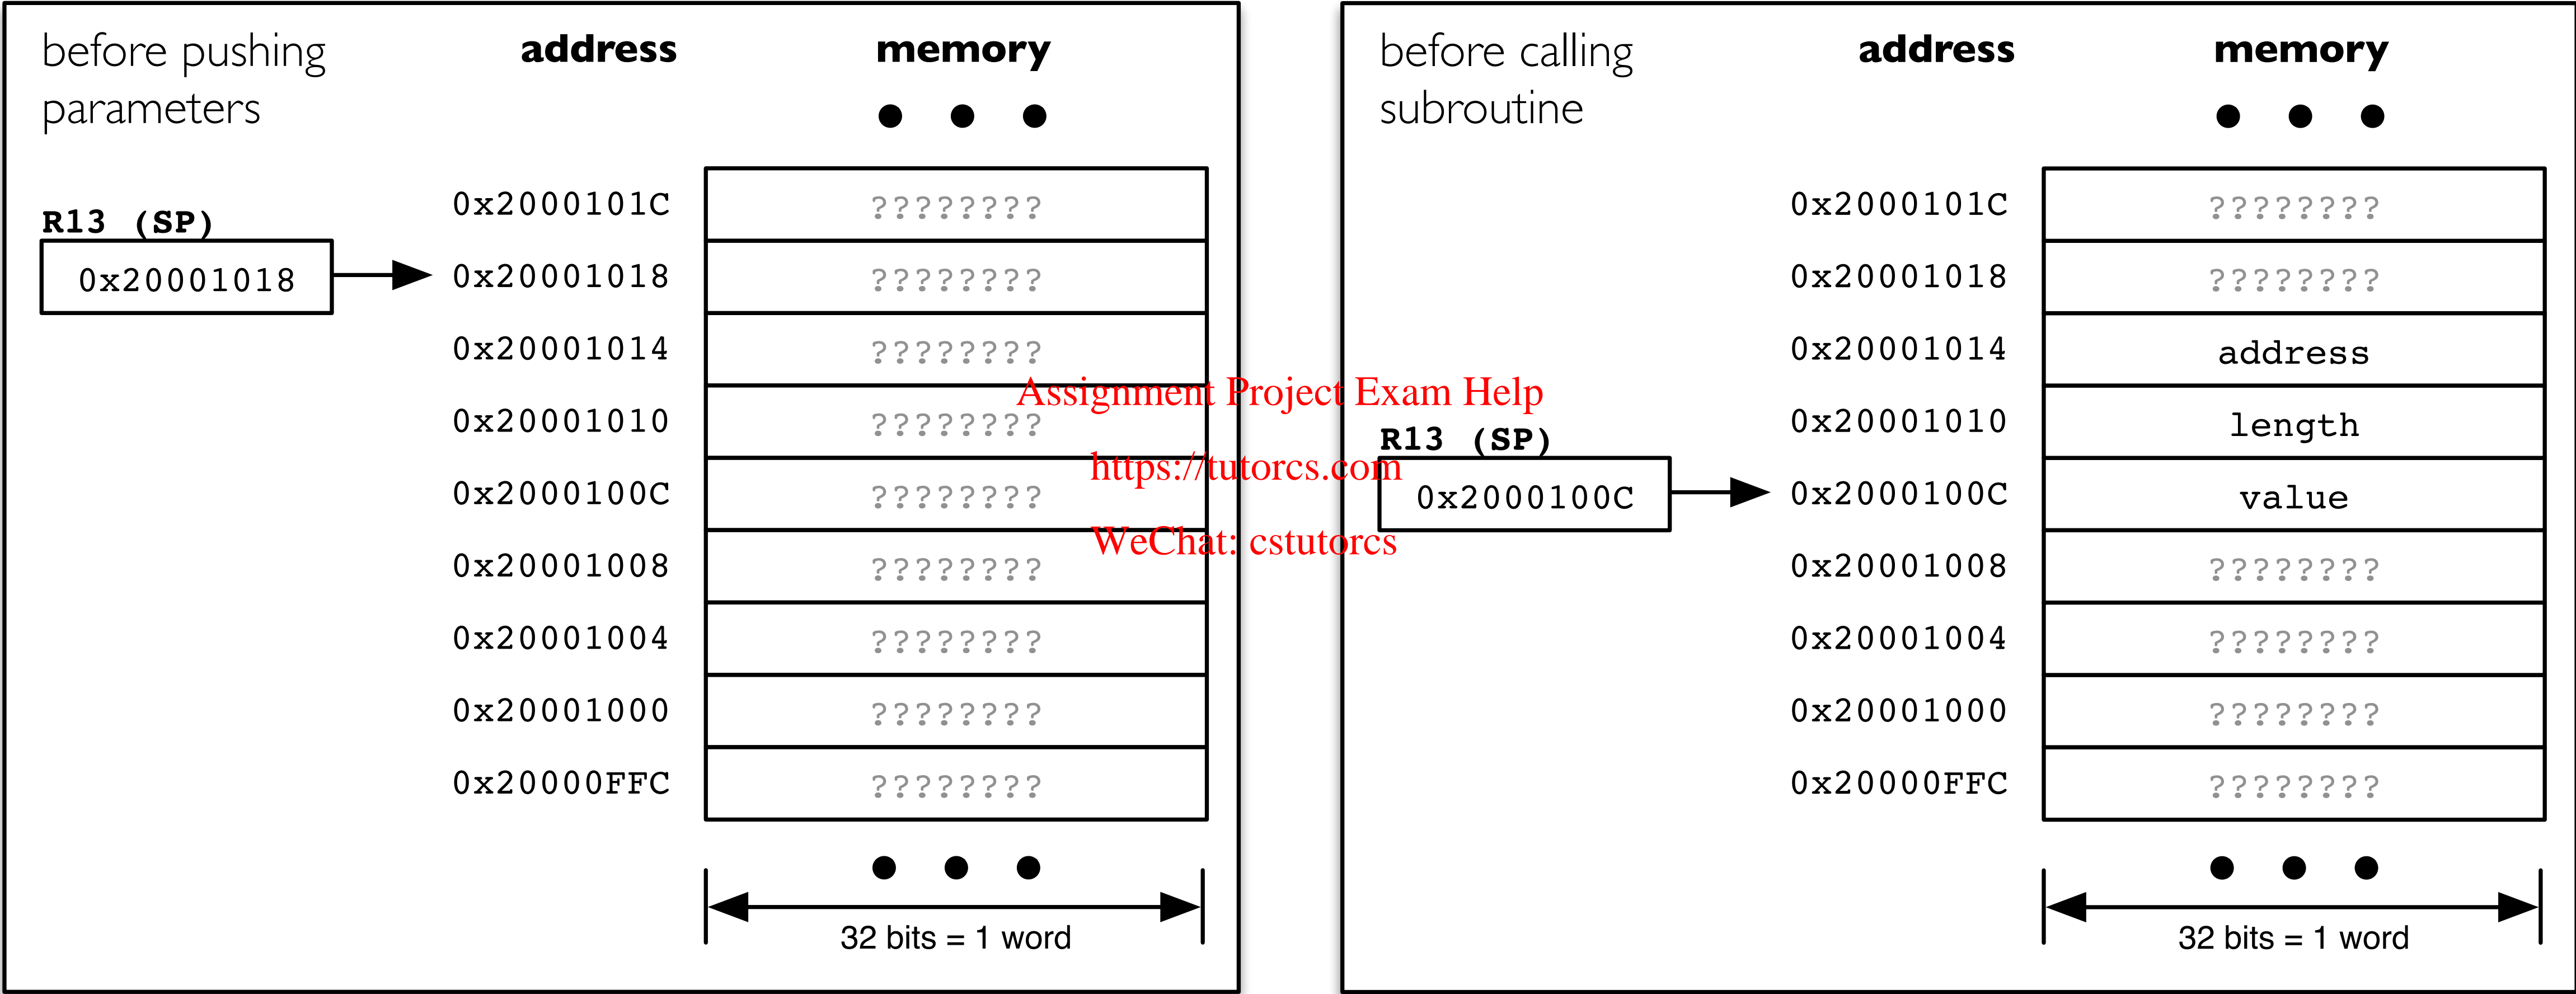 before pushing
parameters
address memory
R13 (SP)
0x20001018
0x2000101C ????????
0x20001018 ????????
0x20001014 ????????
0x20001010 ????????
0x2000100C ????????
0x20001008 ????????
0x20001004 ????????
0x20001000 ????????
0x20000FFC ????????
32 bits = 1 word
Assignment Project Exam Help
https://tutorcs.com
WeChat: cstutorcs
before calling
subroutine
address memory
R13 (SP)
0x2000100C
0x2000101C ????????
0x20001018 ????????
0x20001014 address
0x20001010 length
0x2000100C value
0x20001008 ????????
0x20001004 ????????
0x20001000 ????????
0x20000FFC ????????
32 bits = 1 word